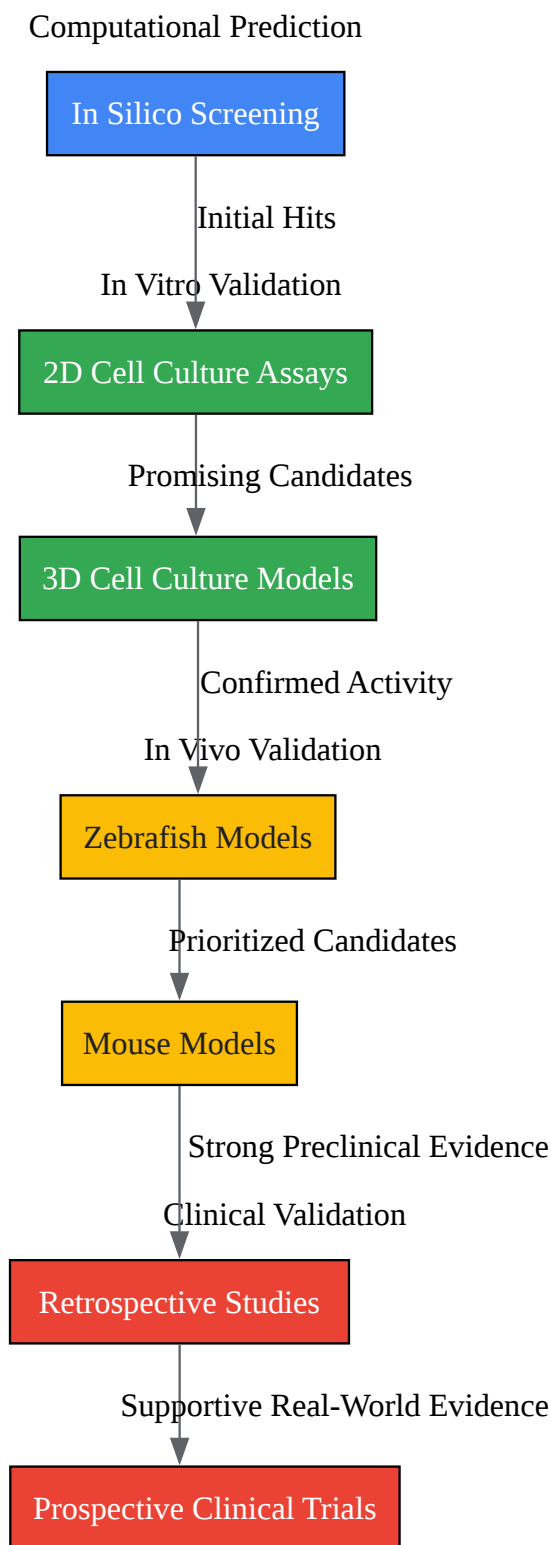 Computational Prediction
In Silico Screening
Initial Hits
In Vitro Validation
2D Cell Culture Assays
Promising Candidates
3D Cell Culture Models
Confirmed Activity
In Vivo Validation
Zebrafish Models
Prioritized Candidates
Mouse Models
Strong Preclinical Evidence
Clinical Validation
Retrospective Studies
Supportive Real-World Evidence
Prospective Clinical Trials